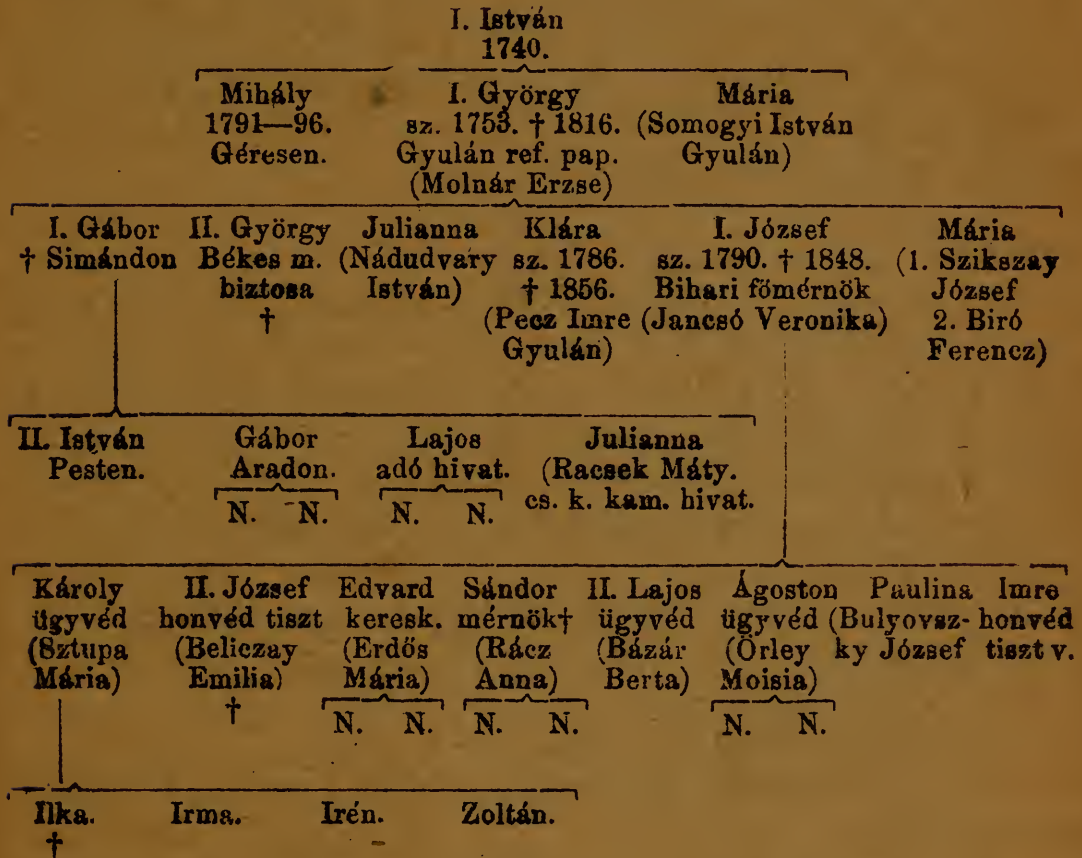 I. István
1740.
Mihály I. György Mária
1791—96. sz. 1753. † 1816. (Somogyi István
Géresen. Gyulán ref. pap. Gyulán)
(Molnár Erzse)
I. Gábor II. György Julianna Klára I. József Mária
† Simándon Békes m. (Nádudvary sz. 1786. sz. 1790. † 1848. (1. Szikszay
biztosa István) † 1856. Bihari főmérnök József
† (Pecz Imre (Jancsó Veronika) 2. Biró
Gyulán) Ferencz)
II. István Gábor Lajos Julianna
Pesten. Aradon. adó hivat. (Racsek Máty.
N. N. N. N. cs. k. kam. hivat.
Károly II. József Edvard Sándor II. Lajos Ágoston Paulina Imre
ügyvéd honvéd tiszt keresk. mérnök† ügyvéd ügyvéd (Bulyovsz- honvéd
(Sztupa (Beliczay (Erdős (Rácz (Bázár (Örley ky József tiszt v.
Mária) Emilia) Mária) Anna) Berta) Moisia)
† N. N. N. N. N. N.
Ilka. Irma. Irén. Zoltán.
†